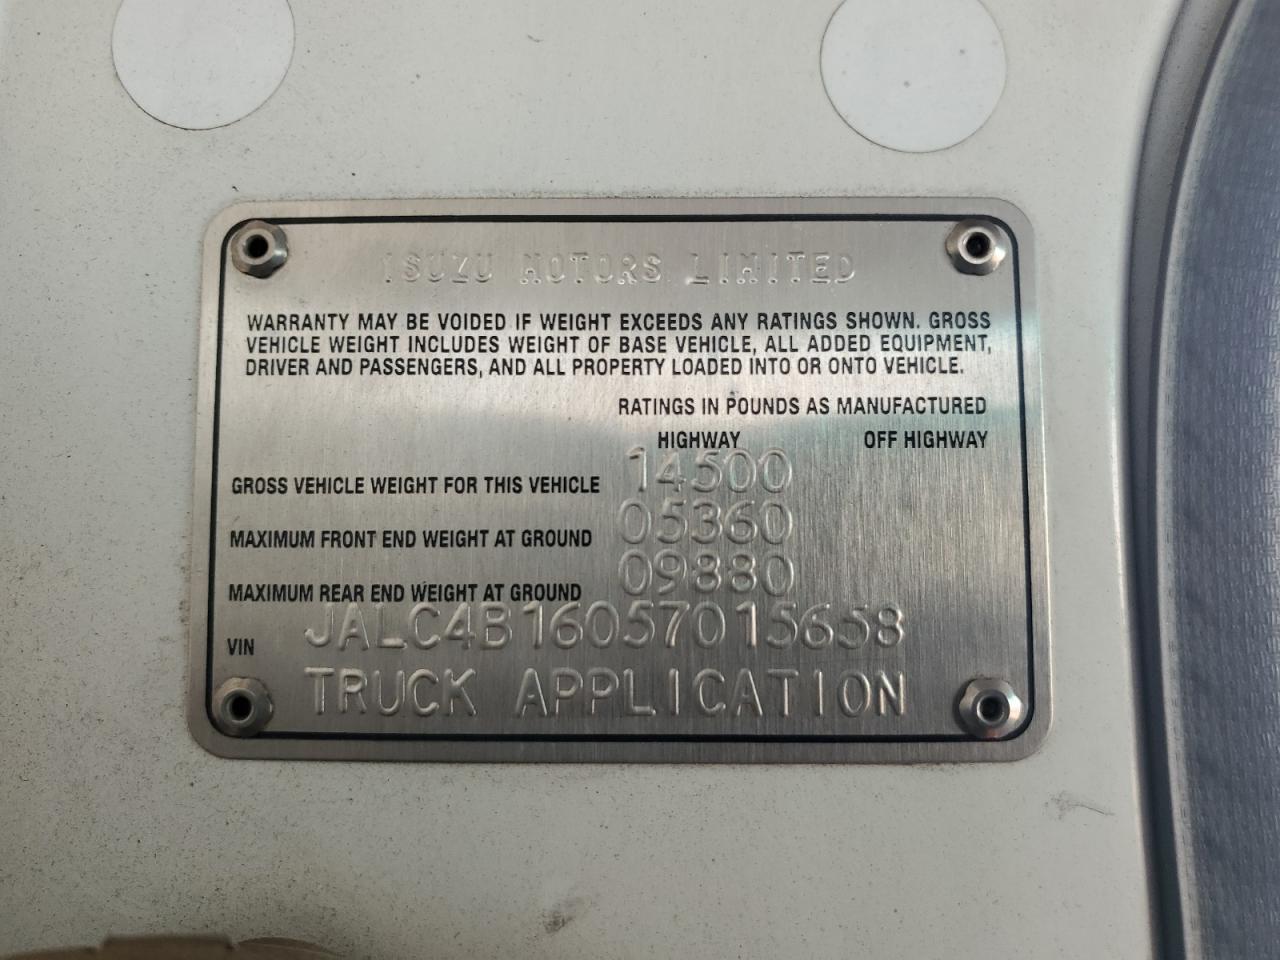 ISUZU MOTORS LIMITED
WARRANTY MAY BE VOIDED IF WEIGHT EXCEEDS ANY RATINGS SHOWN. GROSS
VEHICLE WEIGHT INCLUDES WEIGHT OF BASE VEHICLE, ALL ADDED EQUIPMENT,
DRIVER AND PASSENGERS, AND ALL PROPERTY LOADED INTO OR ONTO VEHICLE.
RATINGS IN POUNDS AS MANUFACTURED
HIGHWAY OFF HIGHWAY
GROSS VEHICLE WEIGHT FOR THIS VEHICLE 14500
MAXIMUM FRONT END WEIGHT AT GROUND 05360
MAXIMUM REAR END WEIGHT AT GROUND 09880
VIN JALC4B16057015658
TRUCK APPLICATION